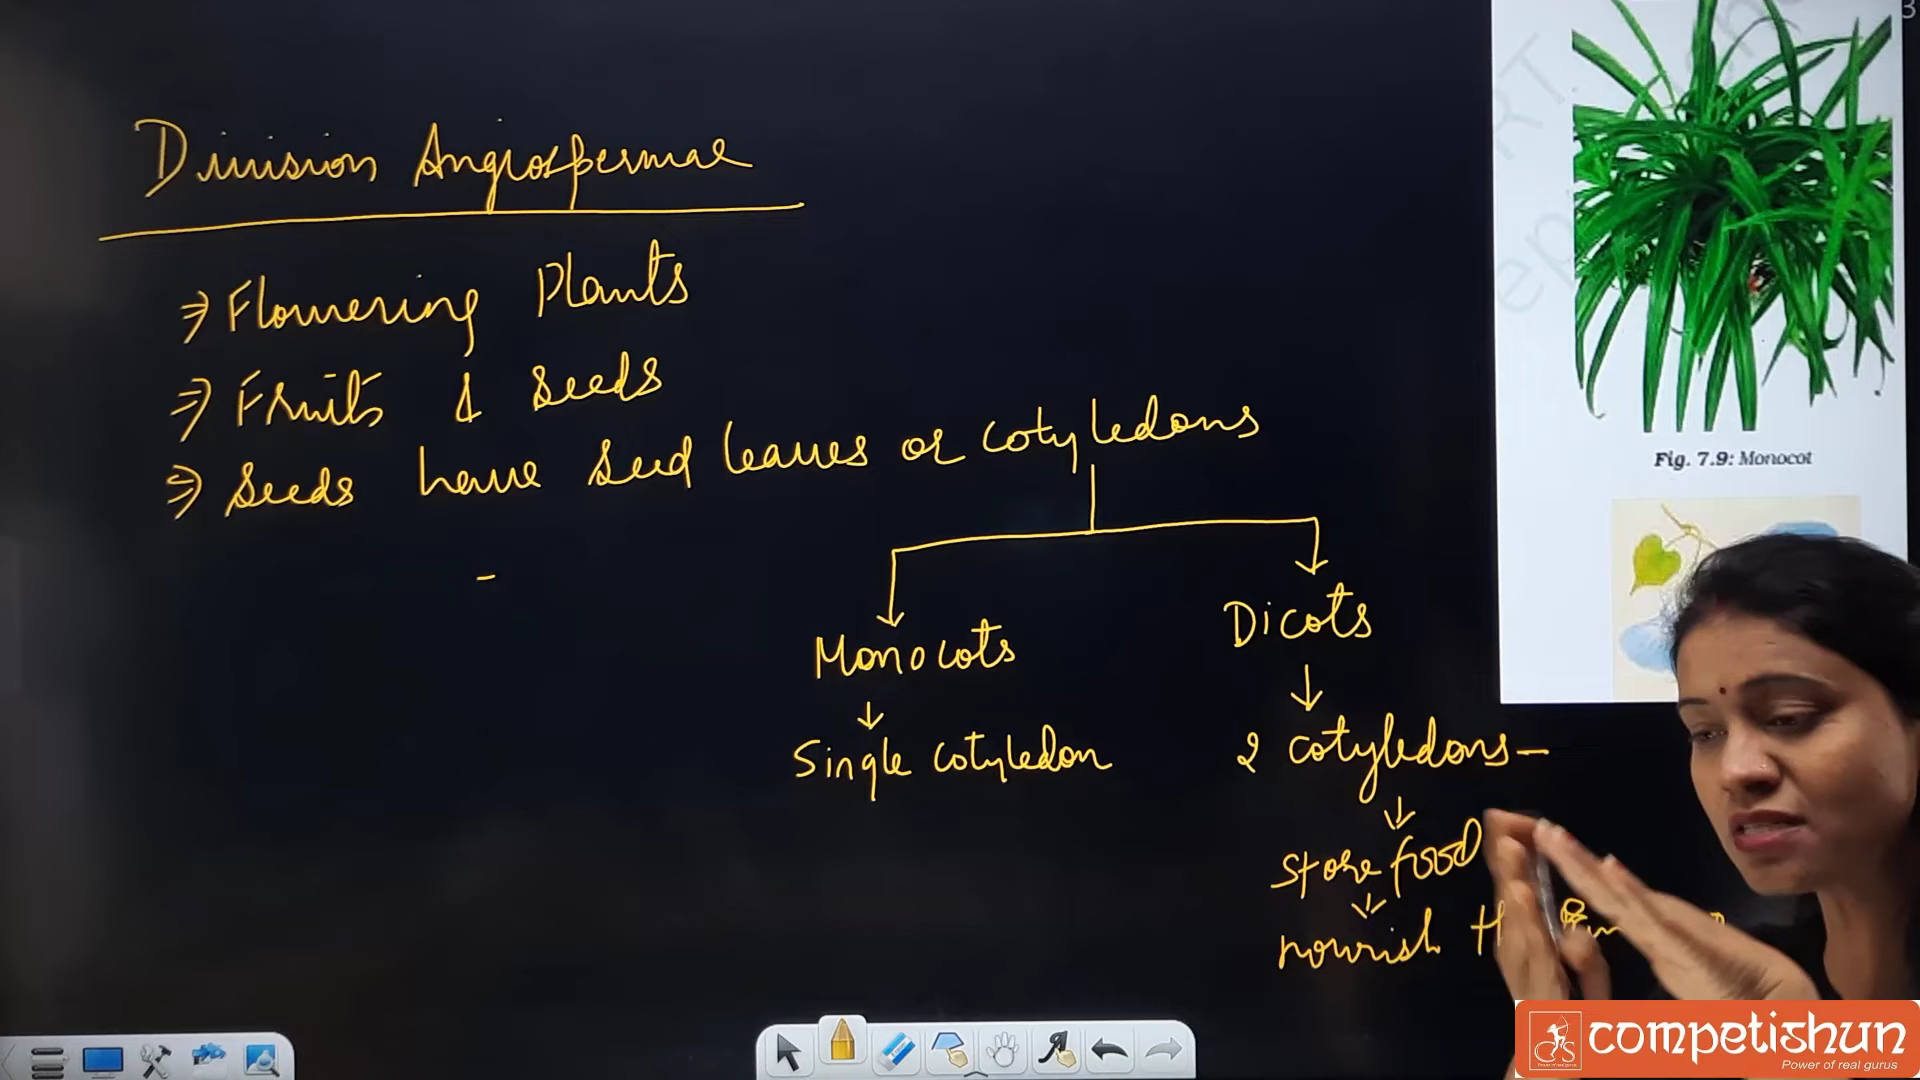 Division Angiospermae
⇒ Flowering Plants
⇒ Fruits & seeds
⇒ Seeds have seed leaves or cotyledons
Monocots
Single cotyledon
Dicots
2 cotyledons
store food
nourish
Fig. 7.9: Monocot
competishun
Power of real gurus